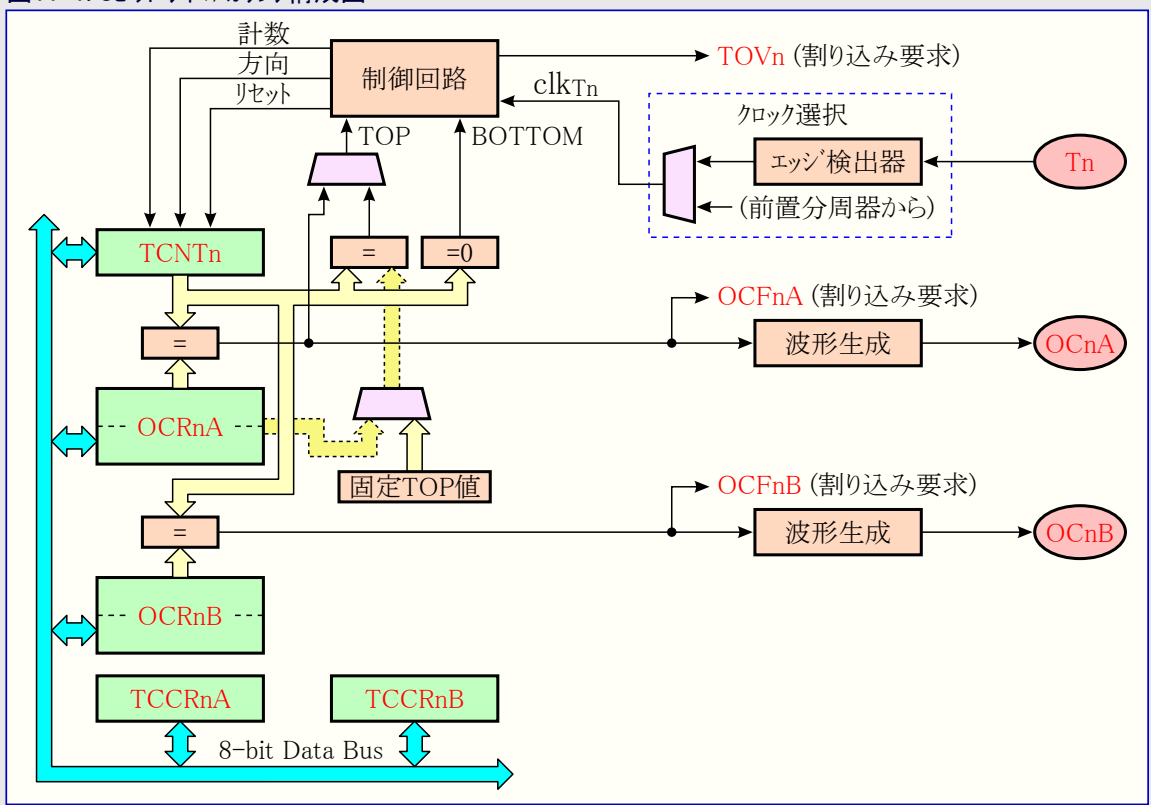 計数
方向
リセット
制御回路
TOVn (割り込み要求)
clkTn
クロック選択
TOP
BOTTOM
エッジ検出器
Tn
(前置分周器から)
TCNTn
=
=0
OCFnA (割り込み要求)
=
波形生成
OCnA
OCRnA
固定TOP値
OCFnB (割り込み要求)
=
波形生成
OCnB
OCRnB
TCCRnA
TCCRnB
8-bit Data Bus